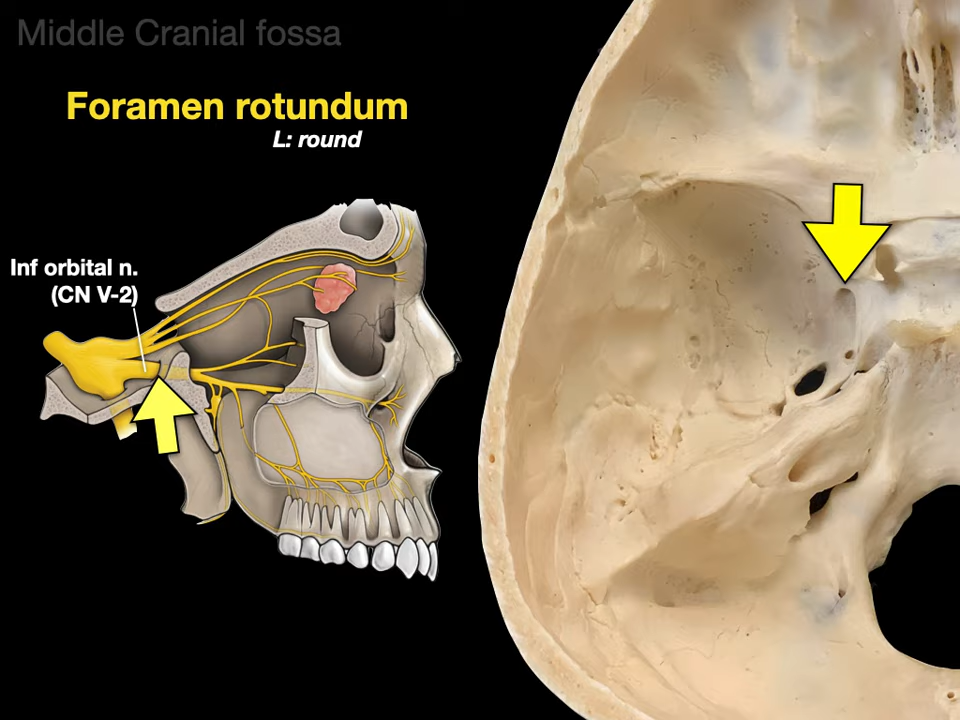 Middle Cranial fossa
Foramen rotundum
L: round
Inf orbital n.
(CN V-2)